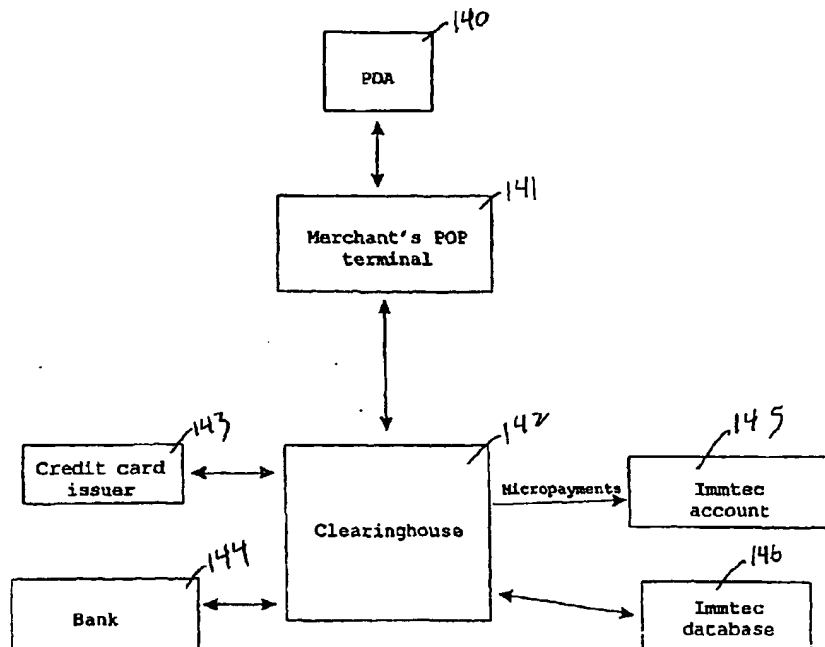 140
PDA
141
Merchant's POP
terminal
142
143
145
Credit card
issuer
Micropayments
Immtec
account
Clearinghouse
144
146
Bank
Immtec
database